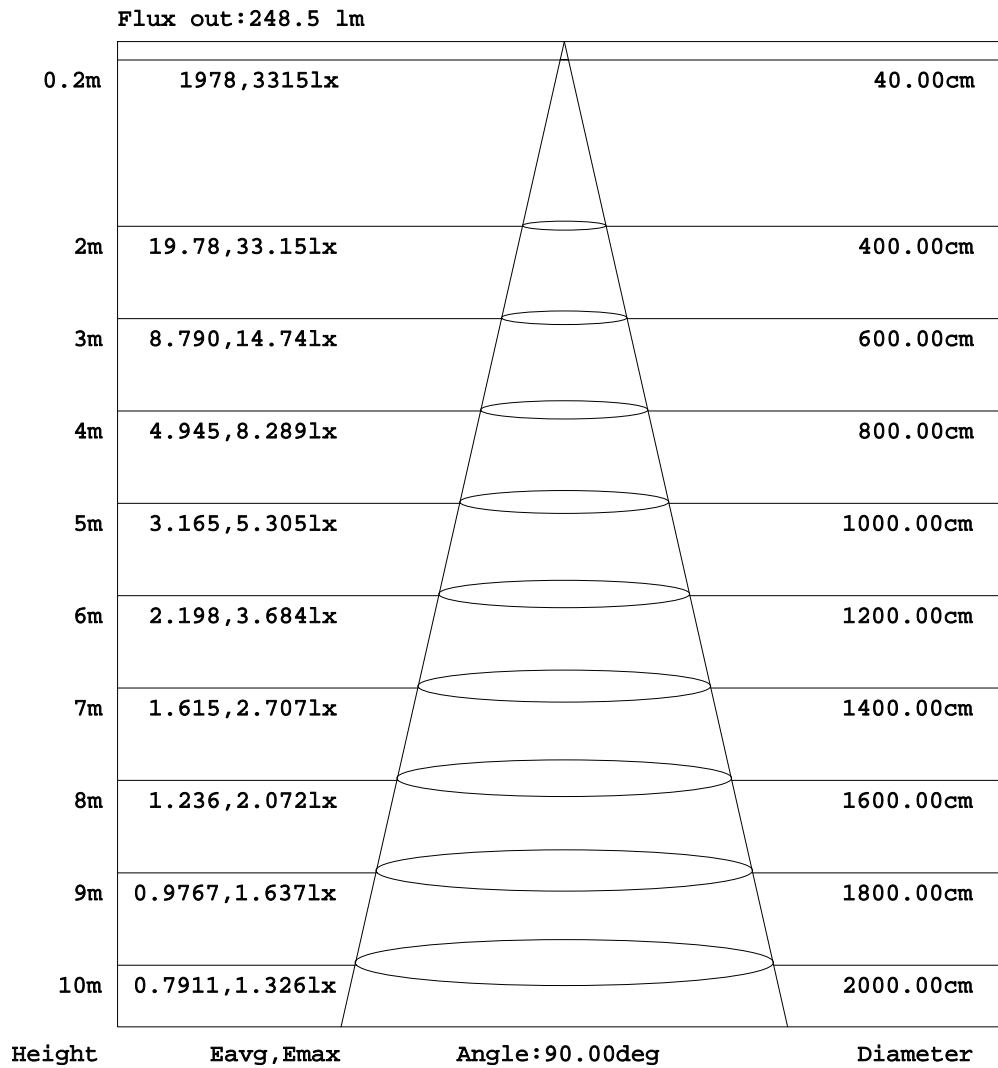 Flux out:248.5 lm
0.2m 1978,3315lx 40.00cm
2m 19.78,33.15lx 400.00cm
3m 8.790,14.74lx 600.00cm
4m 4.945,8.289lx 800.00cm
5m 3.165,5.305lx 1000.00cm
6m 2.198,3.684lx 1200.00cm
7m 1.615,2.707lx 1400.00cm
8m 1.236,2.072lx 1600.00cm
9m 0.9767,1.637lx 1800.00cm
10m 0.7911,1.326lx 2000.00cm
Height Eavg,Emax Angle:90.00deg Diameter